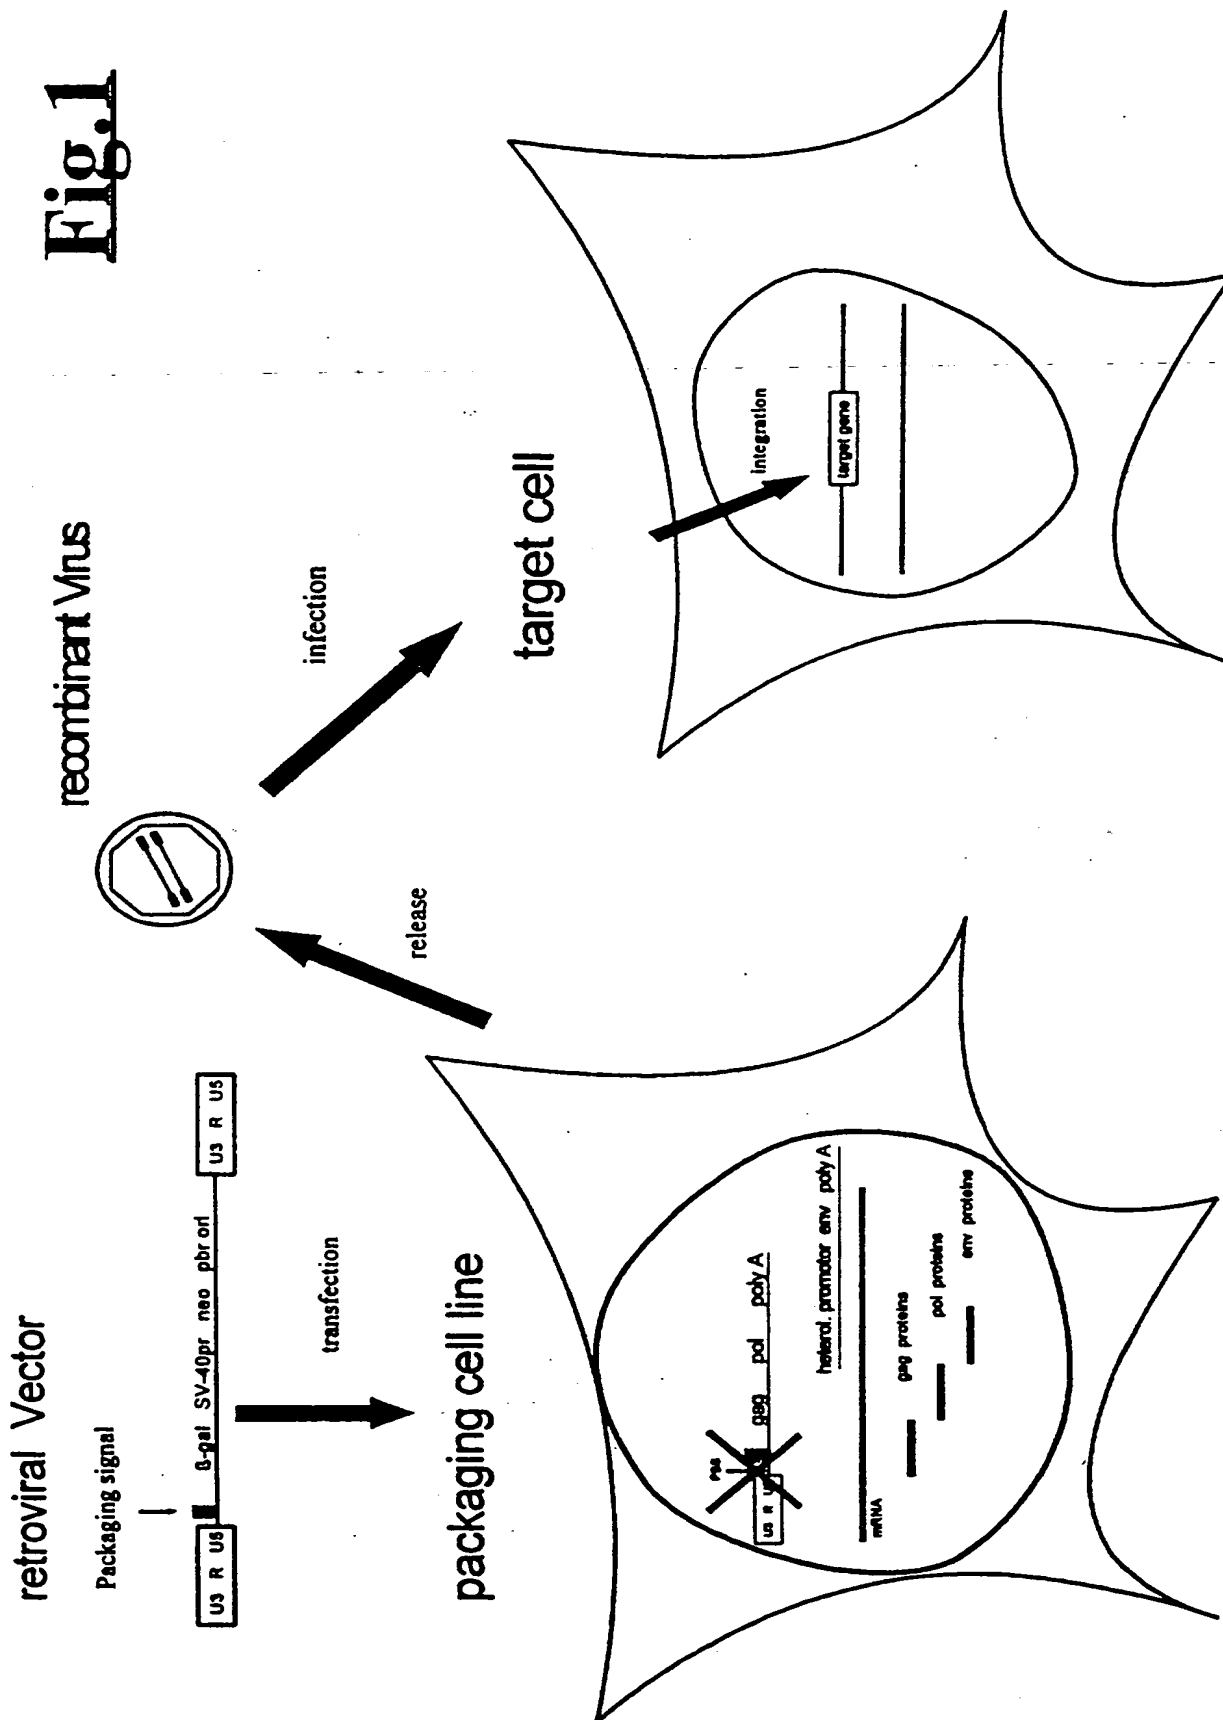 Fig.1
retroviral Vector
Packaging signal
U3 R U5
ß-gal SV-40pr neo pbr ori
U3 R U5
transfection
packaging cell line
release
recombinant Virus
infection
target cell
integration
target gene
U3 R
gag pol poly A
heterol. promotor env poly A
mRNA
gag proteins
pol proteins
env proteins